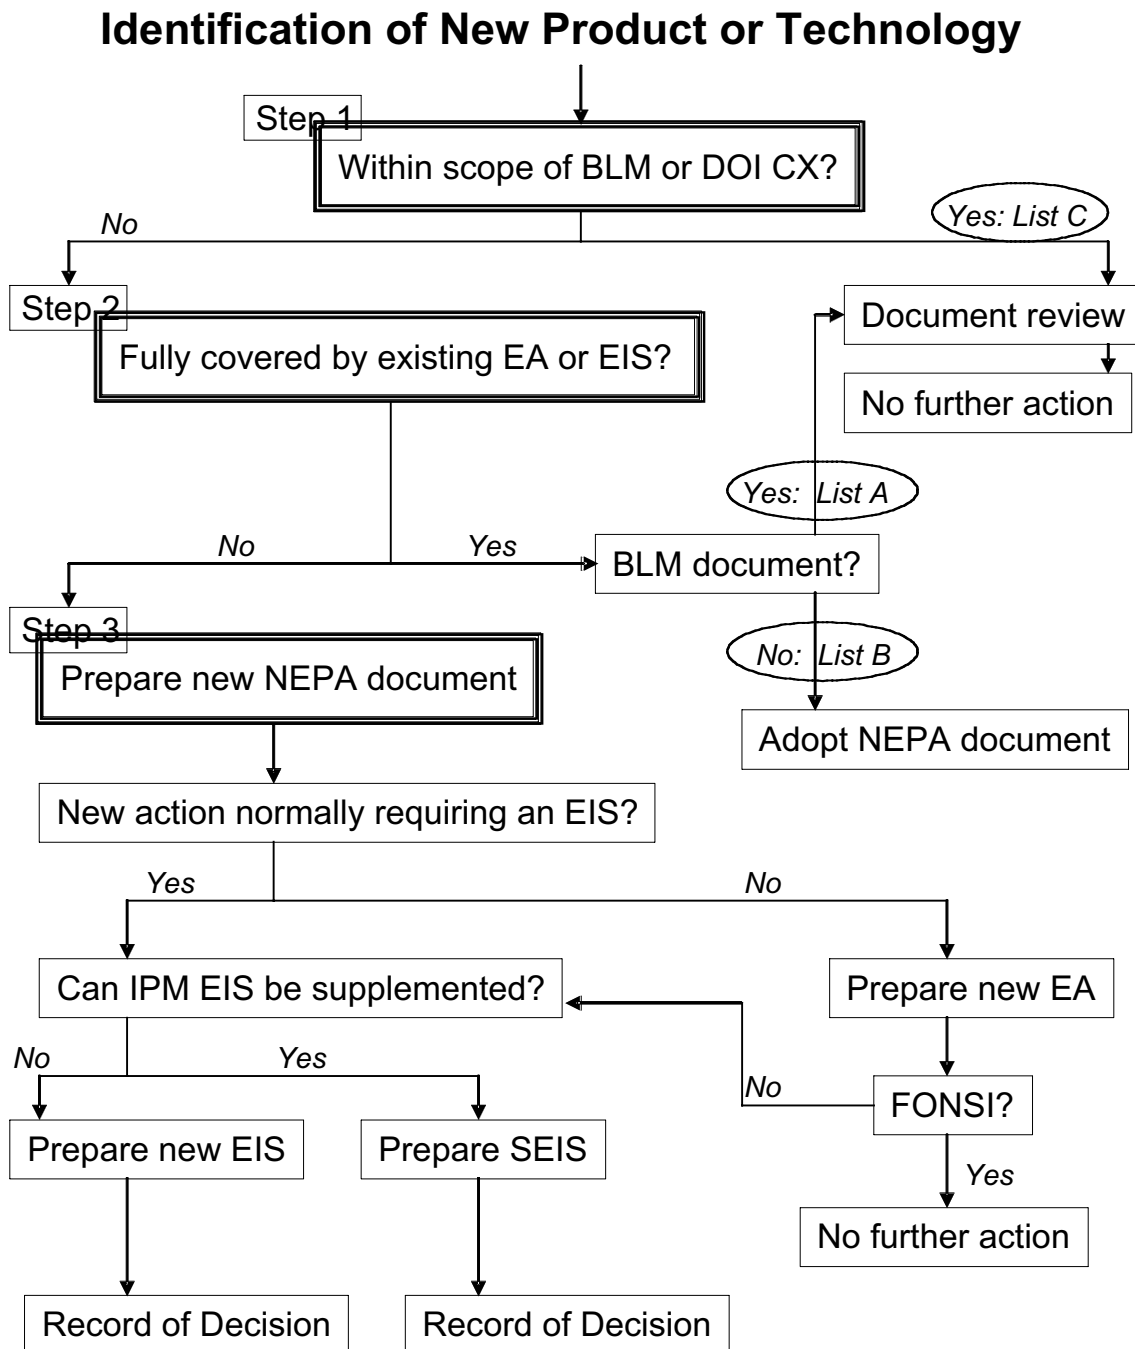 Identification of New Product or Technology
Step 1
Within scope of BLM or DOI CX?
No
Yes: List C
Step 2
Fully covered by existing EA or EIS?
Document review
No further action
Yes: List A
No
Yes
BLM document?
Step 3
Prepare new NEPA document
No: List B
Adopt NEPA document
New action normally requiring an EIS?
Yes
No
Can IPM EIS be supplemented?
Prepare new EA
No
Yes
No
FONSI?
Prepare new EIS
Prepare SEIS
Yes
No further action
Record of Decision
Record of Decision